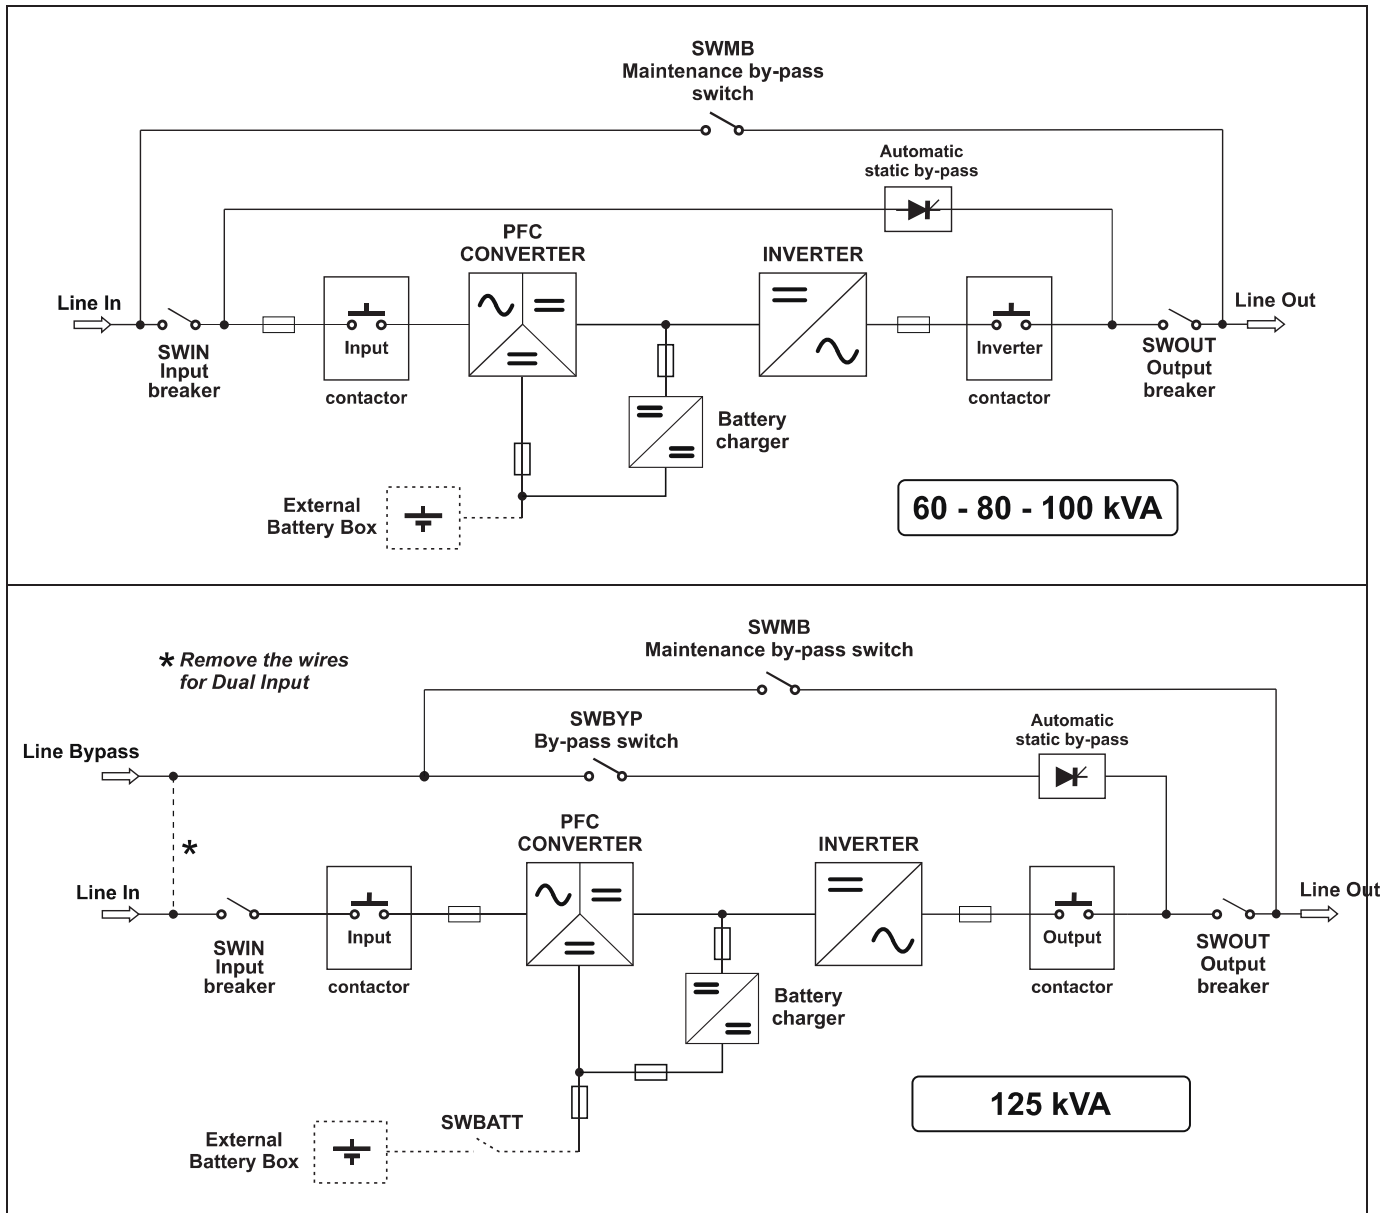 SWMB
Maintenance by-pass
switch
Automatic
static by-pass
PFC
CONVERTER
INVERTER
Line In
Line Out
SWIN
Input
breaker
Input
contactor
Inverter
contactor
SWOUT
Output
breaker
Battery
charger
External
Battery Box
60 - 80 - 100 kVA
SWMB
Maintenance by-pass switch
* Remove the wires
for Dual Input
SWBYP
By-pass switch
Automatic
static by-pass
Line Bypass
*
PFC
CONVERTER
INVERTER
Line In
Line Out
SWIN
Input
breaker
Input
contactor
Output
contactor
SWOUT
Output
breaker
Battery
charger
125 kVA
SWBATT
External
Battery Box